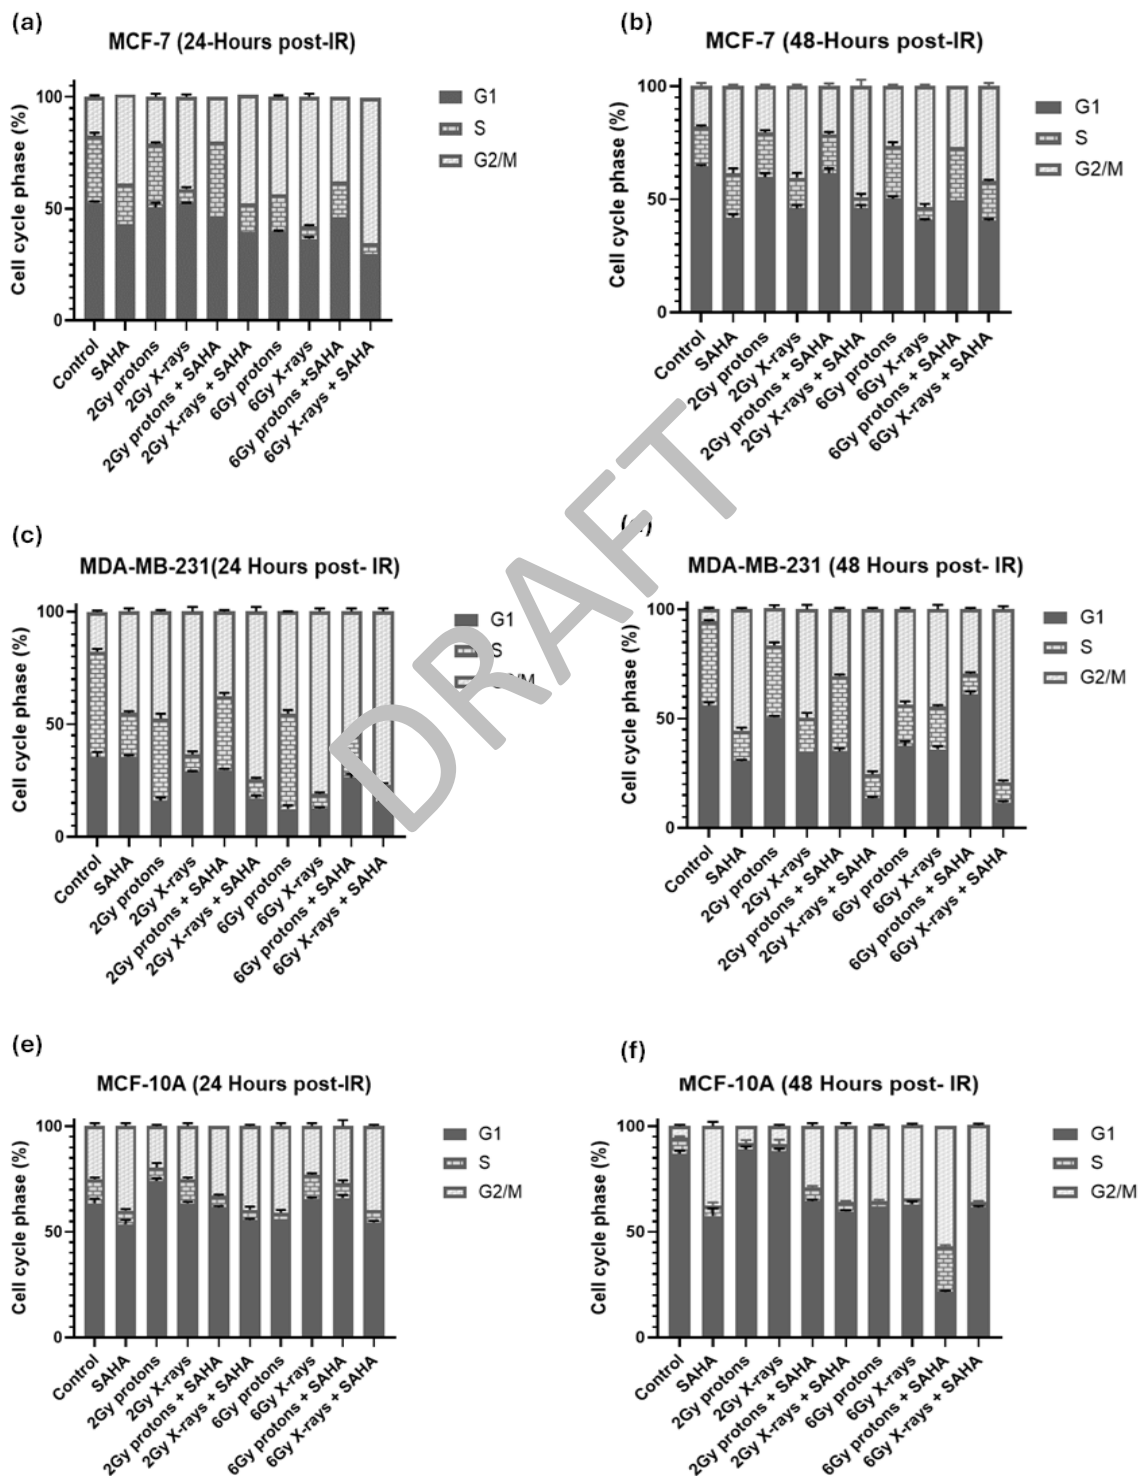 (a)
MCF-7 (24-Hours post-IR)
Cell cycle phase (%)
100
50
0
G1
S
G2/M
Control
SAHA
2Gy protons
2Gy X-rays
2Gy protons + SAHA
2Gy X-rays + SAHA
6Gy protons
6Gy X-rays
6Gy protons +SAHA
6Gy X-rays + SAHA
(b)
MCF-7 (48-Hours post-IR)
Cell cycle phase (%)
100
50
0
G1
S
G2/M
Control
SAHA
2Gy protons
2Gy X-rays
2Gy protons + SAHA
2Gy X-rays + SAHA
6Gy protons
6Gy X-rays
6Gy protons + SAHA
6Gy X-rays + SAHA
(c)
MDA-MB-231(24 Hours post- IR)
Cell cycle phase (%)
100
50
0
G1
S
Control
SAHA
2Gy protons
2Gy X-rays
2Gy protons + SAHA
2Gy X-rays + SAHA
6Gy protons
6Gy X-rays
6Gy protons + SAHA
6Gy X-rays + SAHA
DRAFT
MDA-MB-231 (48 Hours post- IR)
Cell cycle phase (%)
100
50
0
G1
S
G2/M
Control
SAHA
2Gy protons
2Gy X-rays
2Gy protons + SAHA
2Gy X-rays + SAHA
6Gy protons
6Gy X-rays
6Gy protons + SAHA
6Gy X-rays + SAHA
(e)
MCF-10A (24 Hours post-IR)
Cell cycle phase (%)
100
50
0
G1
S
G2/M
Control
SAHA
2Gy protons
2Gy X-rays
2Gy protons + SAHA
2Gy X-rays + SAHA
6Gy protons
6Gy X-rays
6Gy protons + SAHA
6Gy X-rays + SAHA
(f)
MCF-10A (48 Hours post- IR)
Cell cycle phase (%)
100
50
0
G1
S
G2/M
Control
SAHA
2Gy protons
2Gy X-rays
2Gy protons + SAHA
2Gy X-rays + SAHA
6Gy protons
6Gy X-rays
6Gy protons + SAHA
6Gy X-rays + SAHA